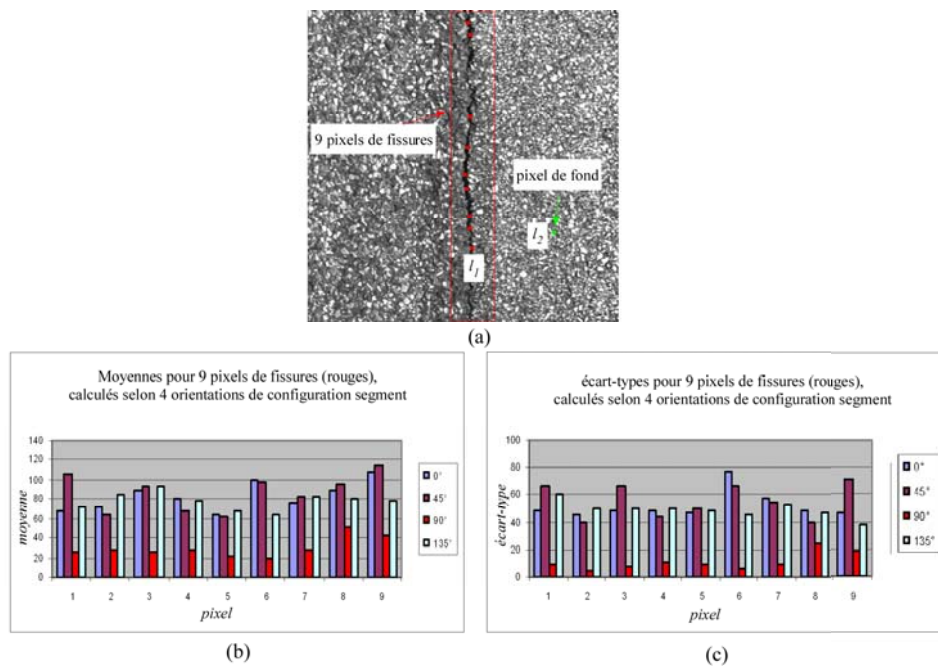 9 pixels de fissures
pixel de fond
l2
l1
(a)
Moyennes pour 9 pixels de fissures (rouges),
calculés selon 4 orientations de configuration segment
140
120
100
80
60
40
20
0
moyenne
1 2 3 4 5 6 7 8 9
pixel
0°
45°
90°
135°
(b)
écart-types pour 9 pixels de fissures (rouges),
calculés selon 4 orientations de configuration segment
100
80
60
40
20
0
écart-type
1 2 3 4 5 6 7 8 9
pixel
0°
45°
90°
135°
(c)